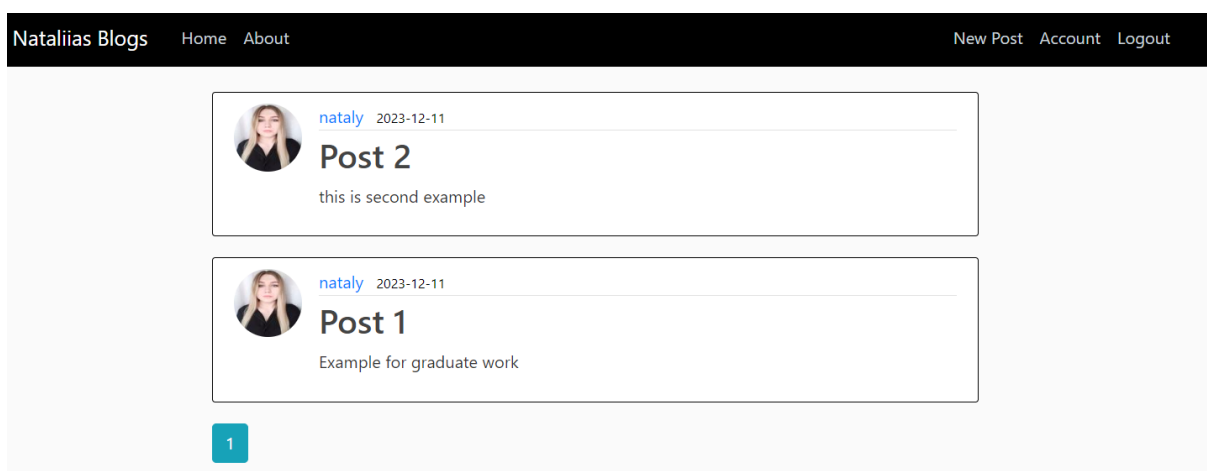 Nataliias Blogs Home About New Post Account Logout
nataly 2023-12-11
Post 2
this is second example
nataly 2023-12-11
Post 1
Example for graduate work
1